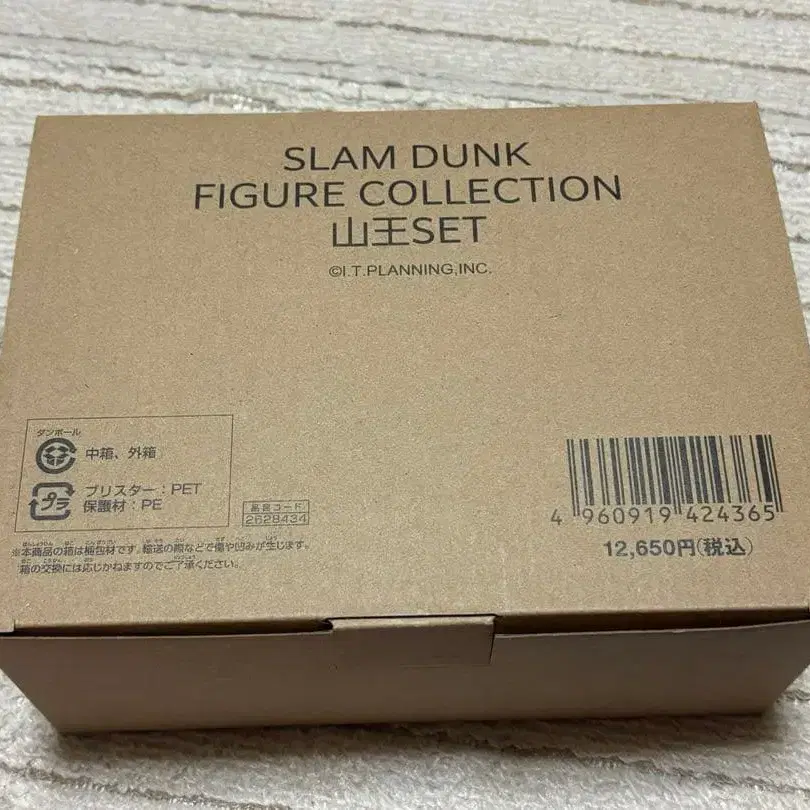 SLAM DUNK
FIGURE COLLECTION
山王SET
©I.T.PLANNING,INC.
ダンボール
中箱、外箱
プラ
ブリスター：PET
保護材：PE
品番コード
2628434
※本商品の箱は梱包材です。輸送の際などで傷や凹みが生じます。
箱の交換には応じかねますのでご了承ください。
4 960919 424365
12,650円(税込)